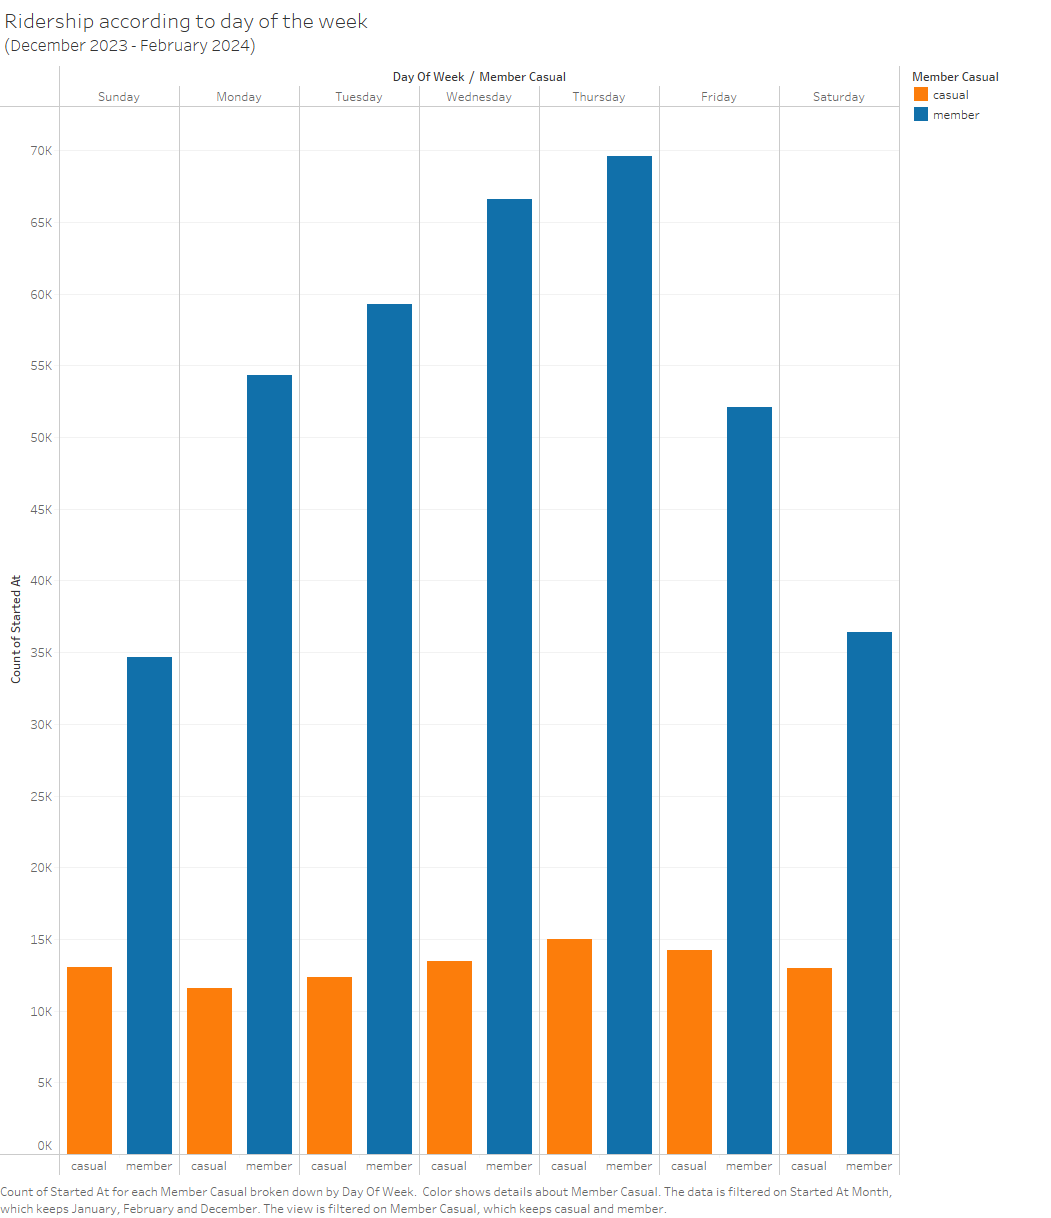 Ridership according to day of the week
(December 2023 - February 2024)
Day Of Week / Member Casual
Sunday Monday Tuesday Wednesday Thursday Friday Saturday
Member Casual
casual
member
70K
65K
60K
55K
50K
45K
40K
35K
30K
25K
20K
15K
10K
5K
0K
Count of Started At
casual member casual member casual member casual member casual member casual member casual member
Count of Started At for each Member Casual broken down by Day Of Week. Color shows details about Member Casual. The data is filtered on Started At Month,
which keeps January, February and December. The view is filtered on Member Casual, which keeps casual and member.